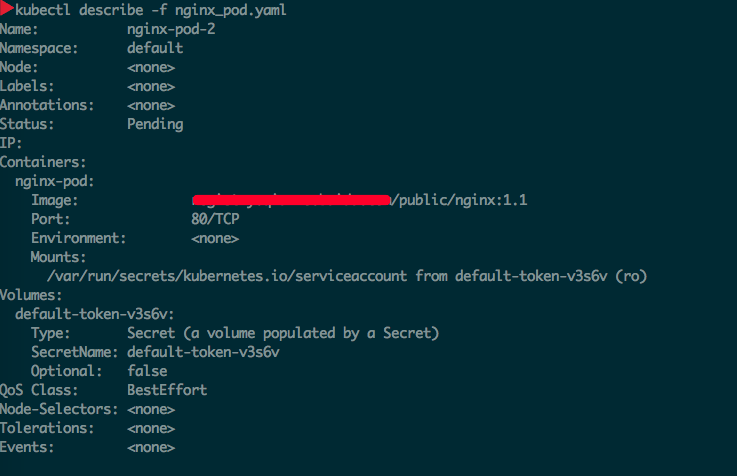 kubectl describe -f nginx_pod.yaml
Name: nginx-pod-2
Namespace: default
Node: <none>
Labels: <none>
Annotations: <none>
Status: Pending
IP:
Containers:
nginx-pod:
Image: /public/nginx:1.1
Port: 80/TCP
Environment: <none>
Mounts:
/var/run/secrets/kubernetes.io/serviceaccount from default-token-v3s6v (ro)
Volumes:
default-token-v3s6v:
Type: Secret (a volume populated by a Secret)
SecretName: default-token-v3s6v
Optional: false
QoS Class: BestEffort
Node-Selectors: <none>
Tolerations: <none>
Events: <none>